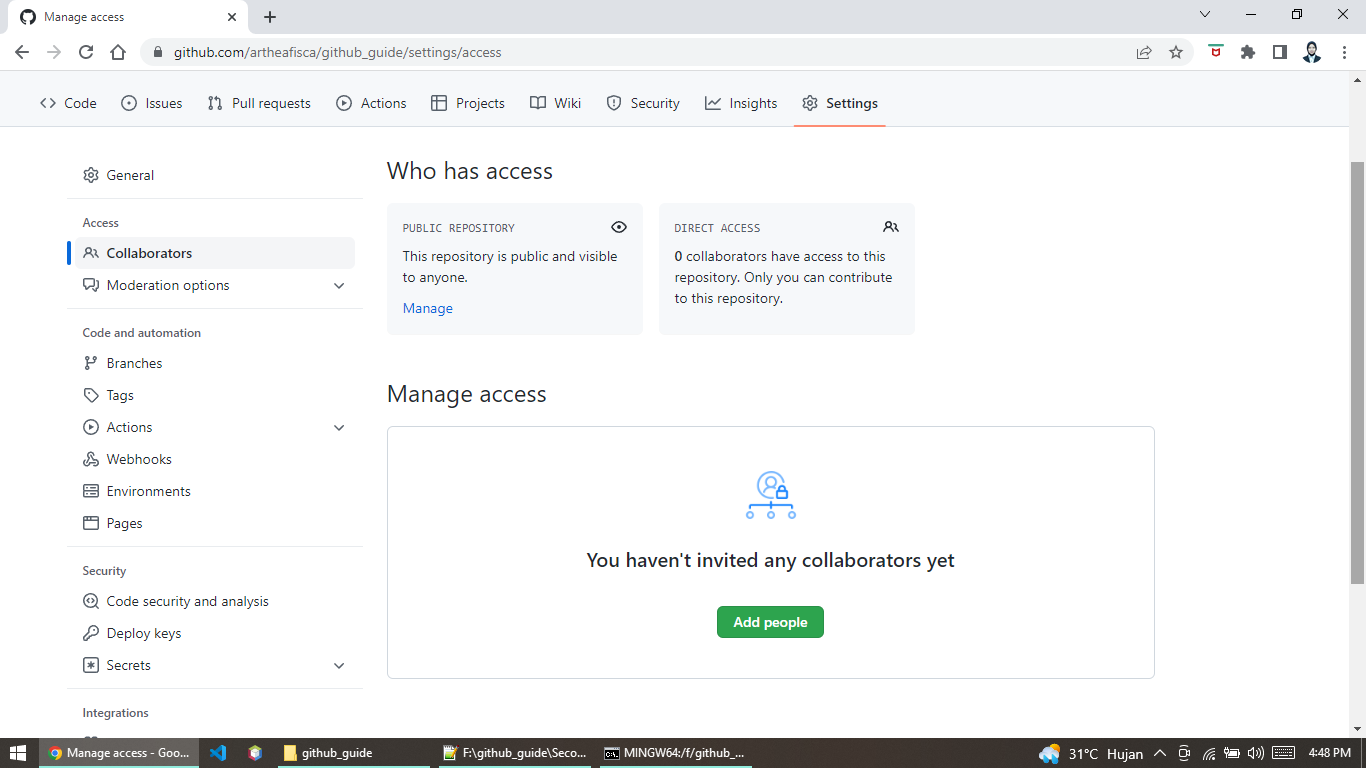 Manage access
github.com/artheafisca/github_guide/settings/access
Code Issues Pull requests Actions Projects Wiki Security Insights Settings
General
Access
Collaborators
Moderation options
Code and automation
Branches
Tags
Actions
Webhooks
Environments
Pages
Security
Code security and analysis
Deploy keys
Secrets
Integrations
Who has access
PUBLIC REPOSITORY
This repository is public and visible
to anyone.
Manage
DIRECT ACCESS
0 collaborators have access to this
repository. Only you can contribute
to this repository.
Manage access
You haven't invited any collaborators yet
Add people
Manage access - Goo... github_guide F:\github_guide\Seco... MINGW64:/f/github_... 31°C Hujan 4:48 PM